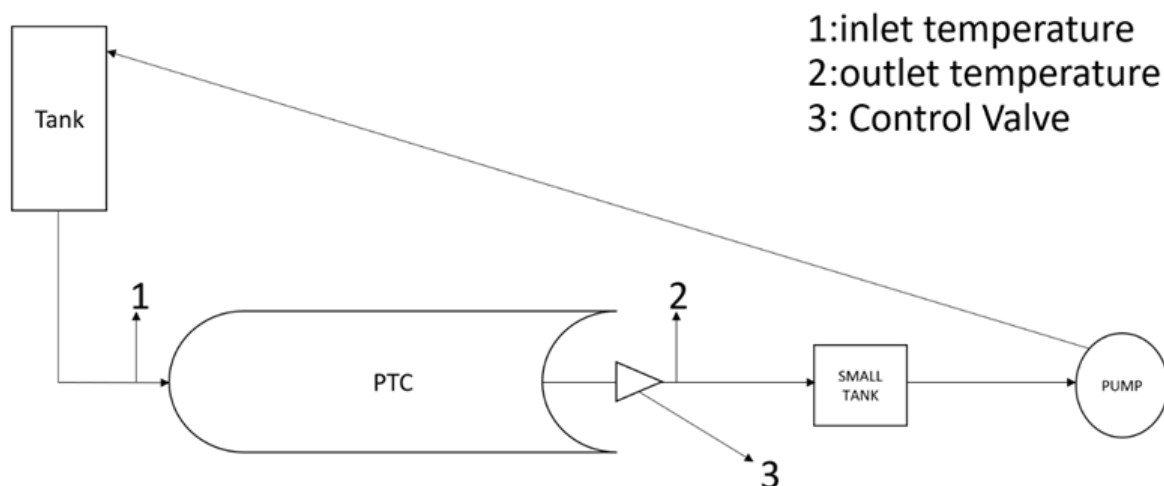 1:inlet temperature
2:outlet temperature
3: Control Valve
Tank
1
2
PTC
SMALL
TANK
PUMP
3